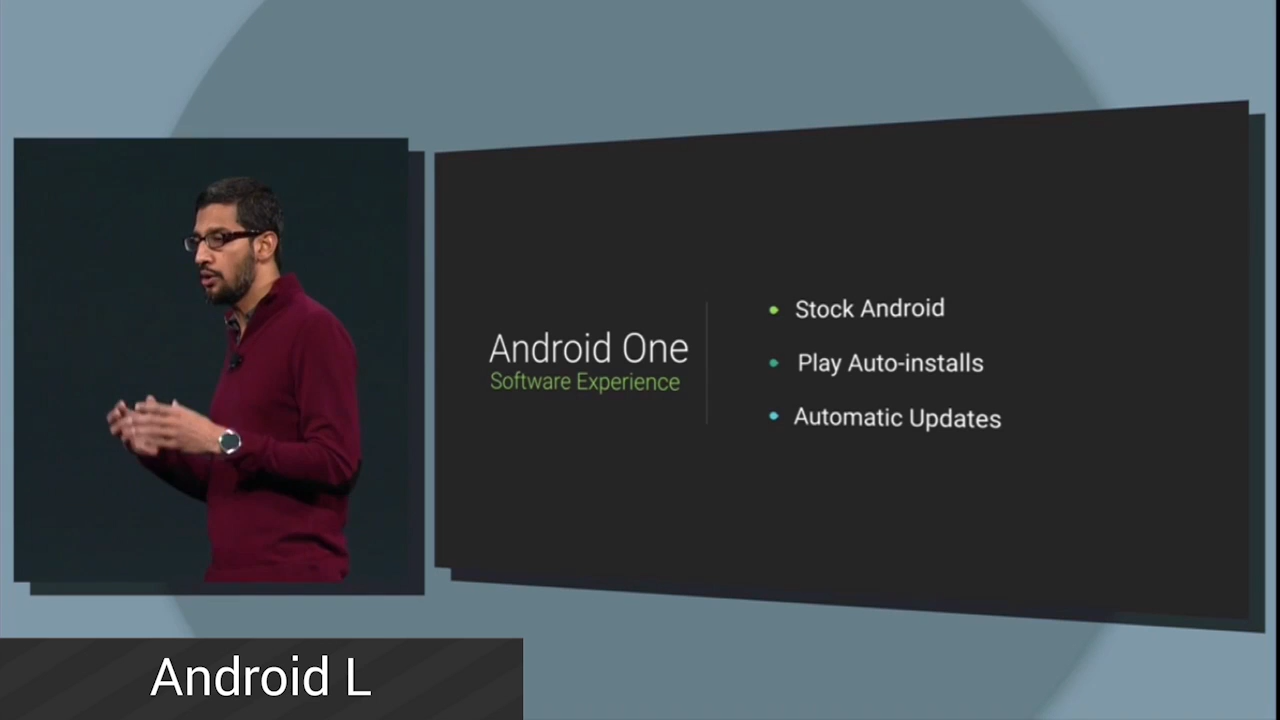 Android One
Software Experience
Stock Android
Play Auto-installs
Automatic Updates
Android L